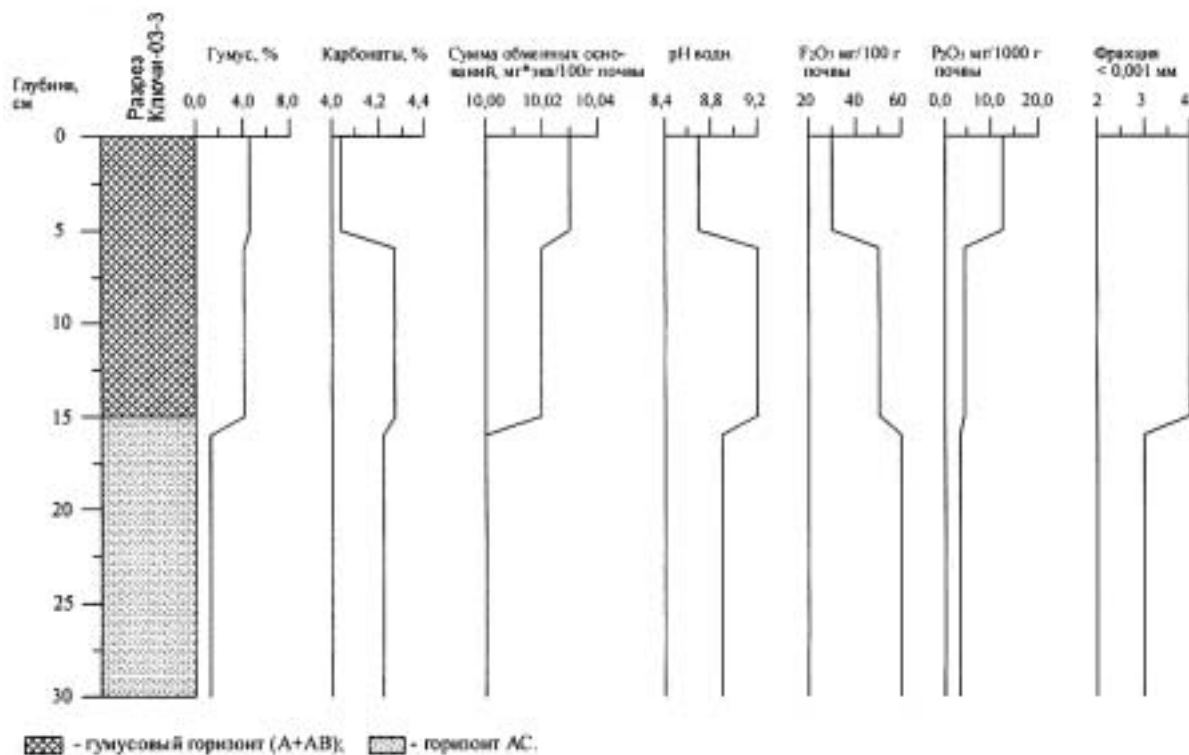 Разрез
Ключи-03-3
Глубина,
см
Гумус, %
0,0 4,0 8,0
Карбонаты, %
4,0 4,2 4,4
Сумма обменных осно-
ваний, мг*экв/100г почвы
10,00 10,02 10,04
pH водн.
8,4 8,8 9,2
F₂O₃ мг/100 г
почвы
20 40 60
P₂O₅ мг/1000 г
почвы
0,0 10,0 20,0
Фракция
< 0,001 мм
2 3 4
0
5
10
15
20
25
30
- гумусовый горизонт (A+AB); - горизонт AC.